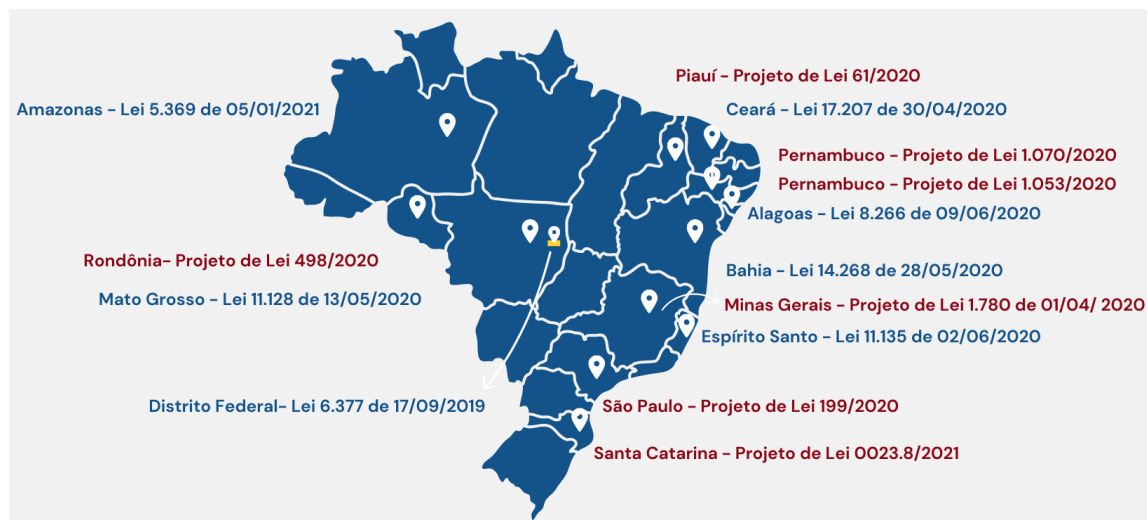 Piauí - Projeto de Lei 61/2020
Amazonas - Lei 5.369 de 05/01/2021
Ceará - Lei 17.207 de 30/04/2020
Pernambuco - Projeto de Lei 1.070/2020
Pernambuco - Projeto de Lei 1.053/2020
Alagoas - Lei 8.266 de 09/06/2020
Rondônia- Projeto de Lei 498/2020
Bahia - Lei 14.268 de 28/05/2020
Mato Grosso - Lei 11.128 de 13/05/2020
Minas Gerais - Projeto de Lei 1.780 de 01/04/ 2020
Espírito Santo - Lei 11.135 de 02/06/2020
Distrito Federal- Lei 6.377 de 17/09/2019
São Paulo - Projeto de Lei 199/2020
Santa Catarina - Projeto de Lei 0023.8/2021